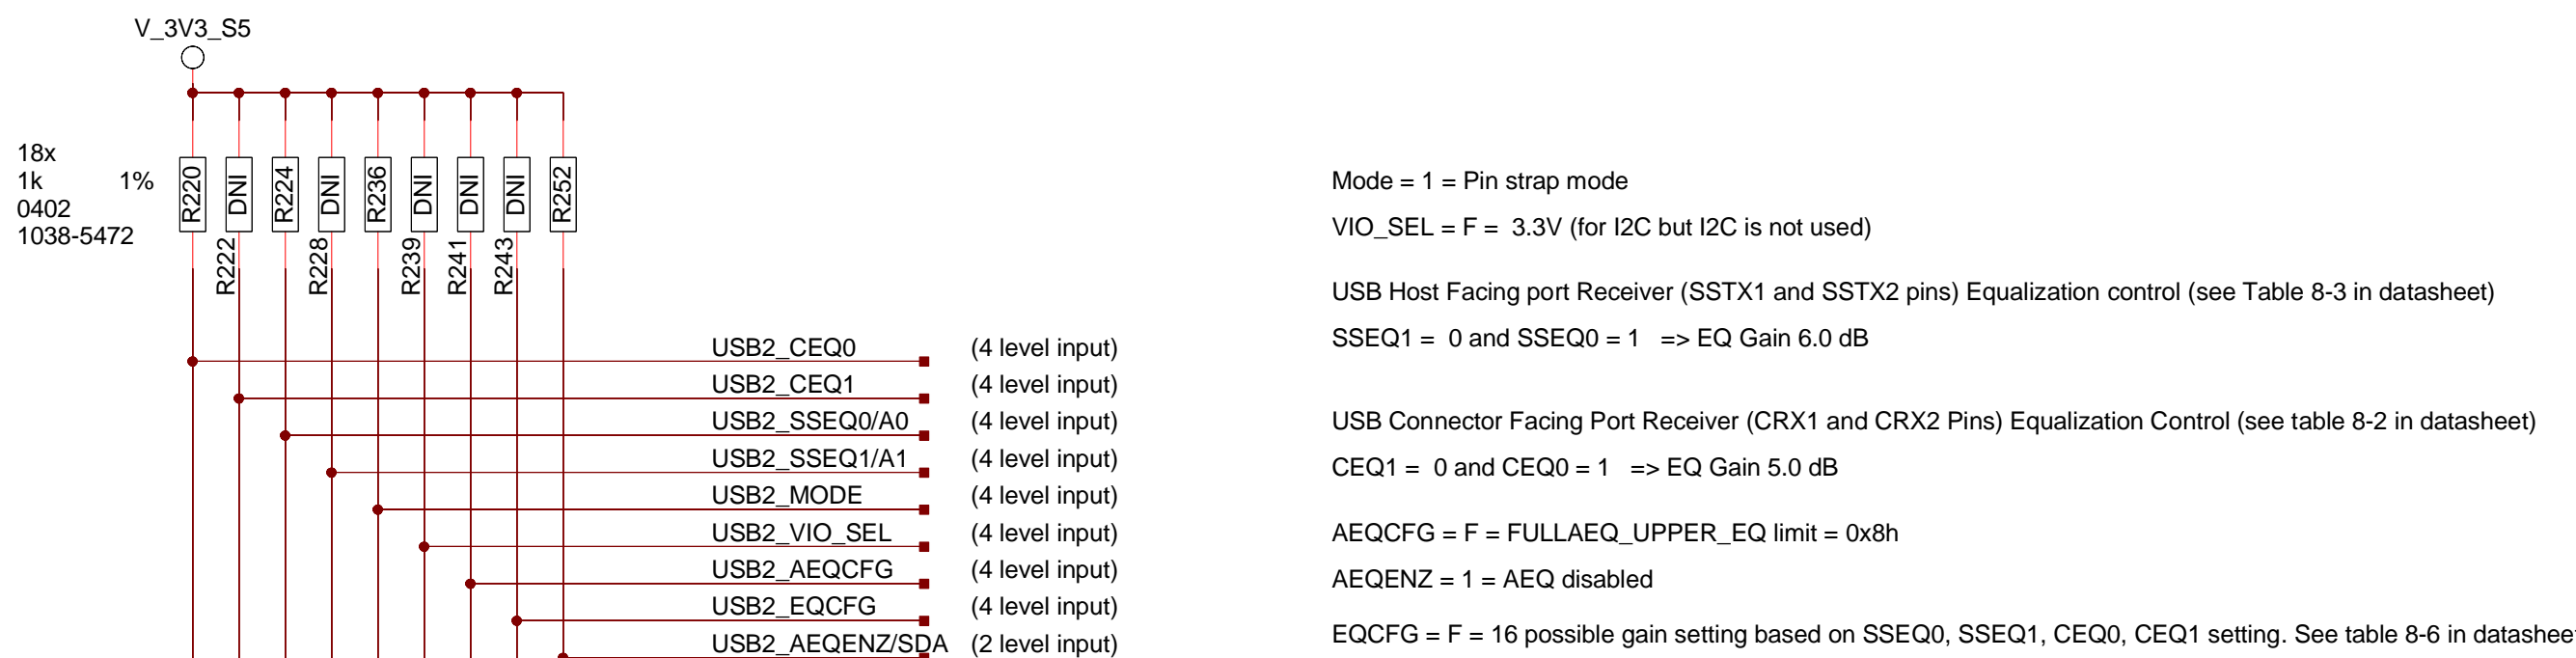 V_3V3_S5
18x
1k 1%
0402
1038-5472
R220
DNI
R224
DNI
R236
DNI
DNI
DNI
R252
R222
R228
R239
R241
R243
USB2_CEQ0 (4 level input)
USB2_CEQ1 (4 level input)
USB2_SSEQ0/A0 (4 level input)
USB2_SSEQ1/A1 (4 level input)
USB2_MODE (4 level input)
USB2_VIO_SEL (4 level input)
USB2_AEQCFG (4 level input)
USB2_EQCFG (4 level input)
USB2_AEQENZ/SDA (2 level input)
Mode = 1 = Pin strap mode
VIO_SEL = F = 3.3V (for I2C but I2C is not used)
USB Host Facing port Receiver (SSTX1 and SSTX2 pins) Equalization control (see Table 8-3 in datasheet)
SSEQ1 = 0 and SSEQ0 = 1 => EQ Gain 6.0 dB
USB Connector Facing Port Receiver (CRX1 and CRX2 Pins) Equalization Control (see table 8-2 in datasheet)
CEQ1 = 0 and CEQ0 = 1 => EQ Gain 5.0 dB
AEQCFG = F = FULLAEQ_UPPER_EQ limit = 0x8h
AEQENZ = 1 = AEQ disabled
EQCFG = F = 16 possible gain setting based on SSEQ0, SSEQ1, CEQ0, CEQ1 setting. See table 8-6 in datashee